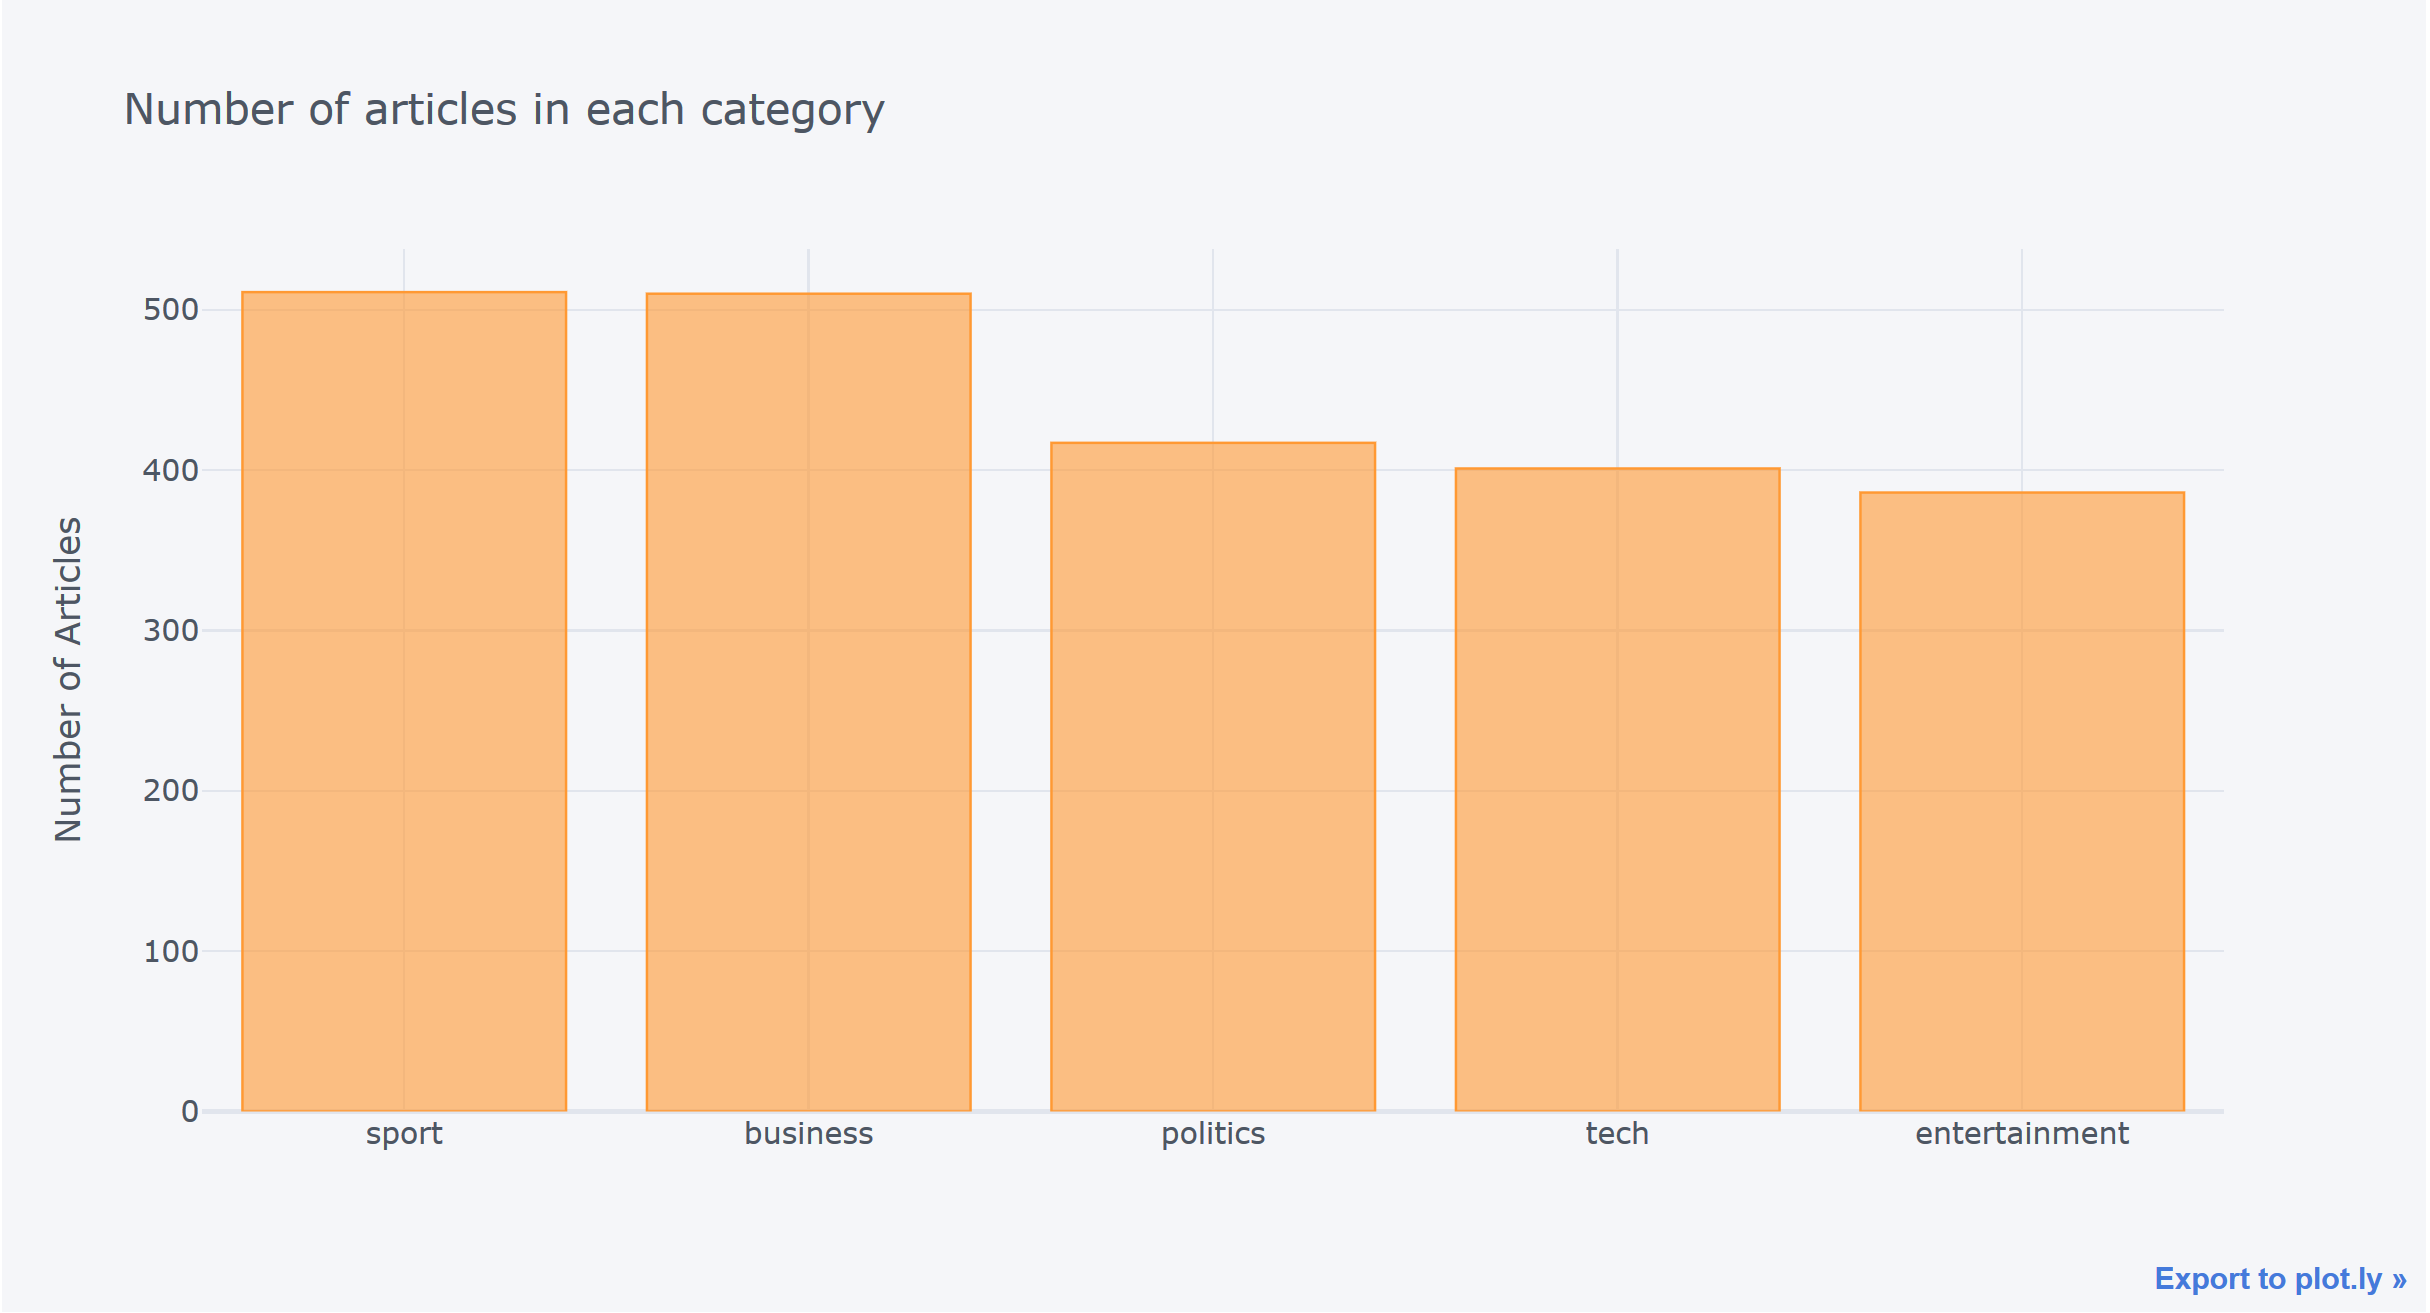 Number of articles in each category
Number of Articles
500
400
300
200
100
0
sport business politics tech entertainment
Export to plot.ly »